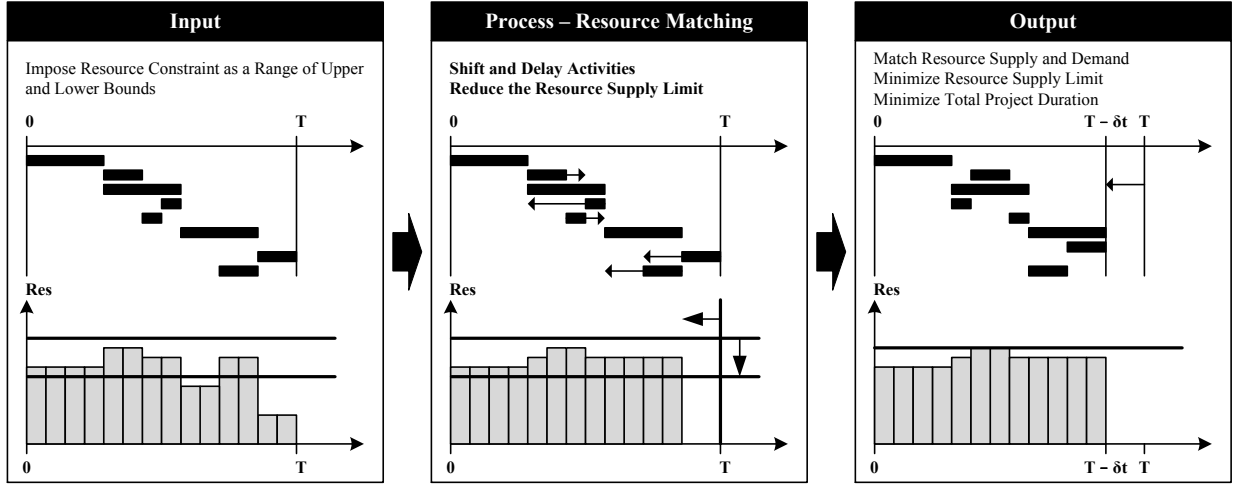 Input
Impose Resource Constraint as a Range of Upper
and Lower Bounds
0 T
Res
0 T
Process – Resource Matching
Shift and Delay Activities
Reduce the Resource Supply Limit
0 T
Res
0 T
Output
Match Resource Supply and Demand
Minimize Resource Supply Limit
Minimize Total Project Duration
0 T – δt T
Res
0 T – δt T